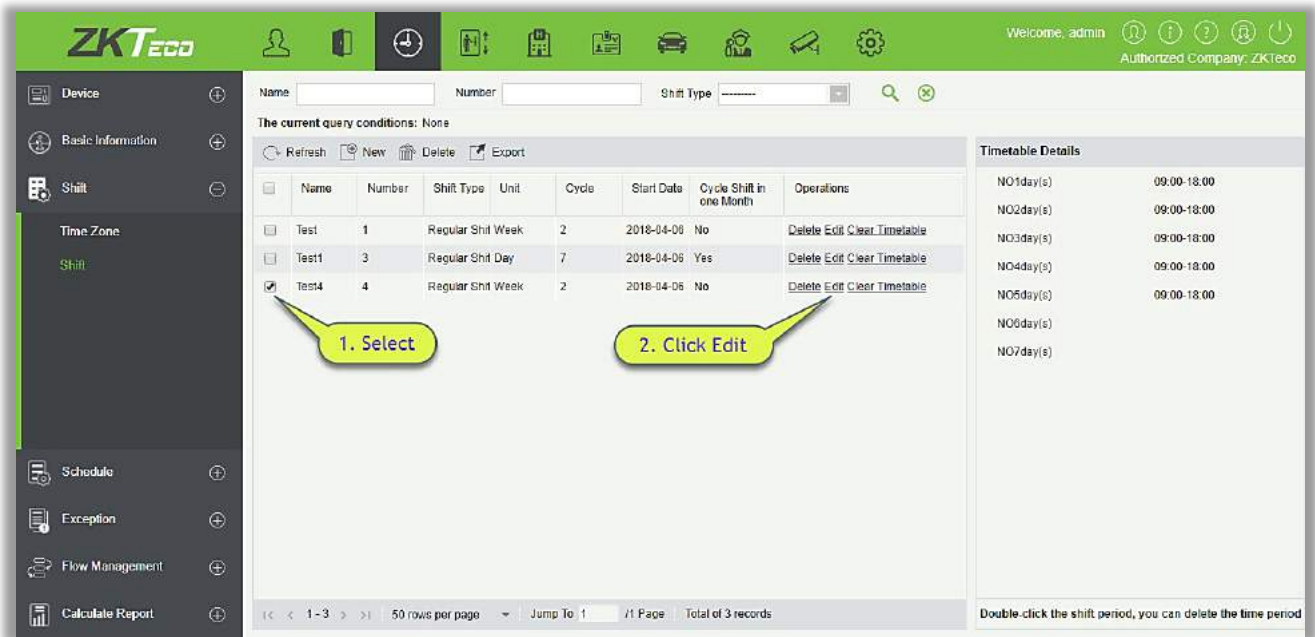 ZKTECO
Welcome, admin
Authorized Company: ZKTeco
Device
Basic Information
Shift
Time Zone
Shift
Schedule
Exception
Flow Management
Calculate Report
Name Number Shift Type ---------
The current query conditions: None
Refresh New Delete Export
Name Number Shift Type Unit Cycle Start Date Cycle Shift in one Month Operations
Test 1 Regular Shif Week 2 2018-04-06 No Delete Edit Clear Timetable
Test1 3 Regular Shif Day 7 2018-04-06 Yes Delete Edit Clear Timetable
Test4 4 Regular Shif Week 2 2018-04-06 No Delete Edit Clear Timetable
1. Select
2. Click Edit
1-3 50 rows per page Jump To 1 /1 Page Total of 3 records
Timetable Details
NO1day(s) 09:00-18:00
NO2day(s) 09:00-18:00
NO3day(s) 09:00-18:00
NO4day(s) 09:00-18:00
NO5day(s) 09:00-18:00
NO6day(s)
NO7day(s)
Double-click the shift period, you can delete the time period